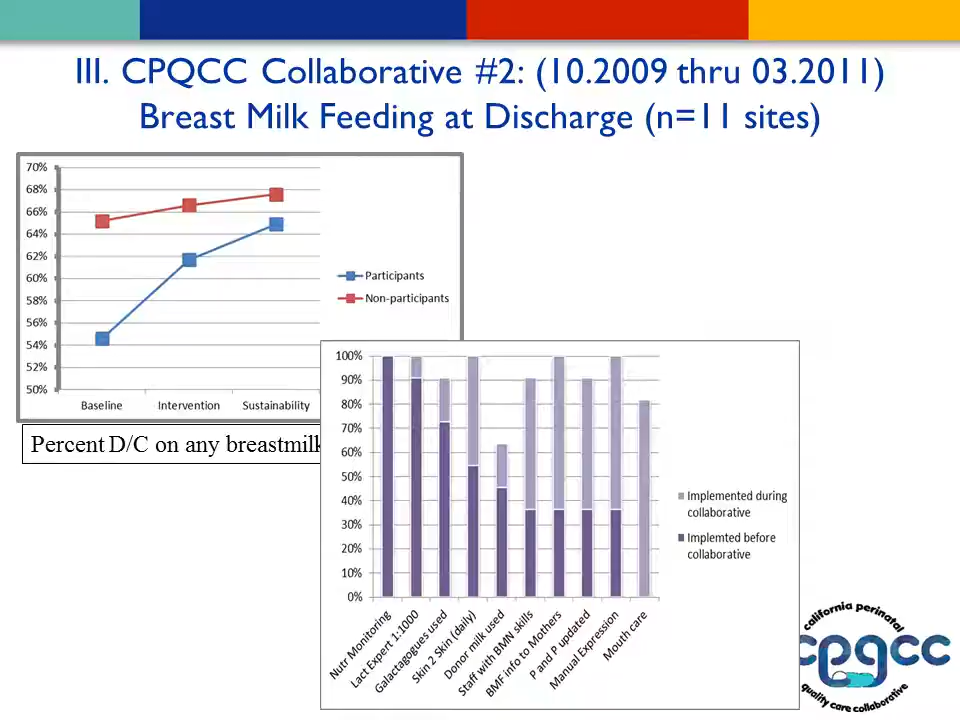 III. CPQCC Collaborative #2: (10.2009 thru 03.2011)
Breast Milk Feeding at Discharge (n=11 sites)
70%
68%
66%
64%
62%
60%
58%
56%
54%
52%
50%
Baseline Intervention Sustainability
Participants
Non-participants
Percent D/C on any breastmilk
100%
90%
80%
70%
60%
50%
40%
30%
20%
10%
0%
Nutr Monitoring
Lact Expert 1:1000
Galactagogues used
Skin 2 Skin (daily)
Donor milk used
Staff with BMN skills
BMF info to Mothers
P and P updated
Manual Expression
Mouth care
Implemented during
collaborative
Implemted before
collaborative
california perinatal
cpqcc
quality care collaborative